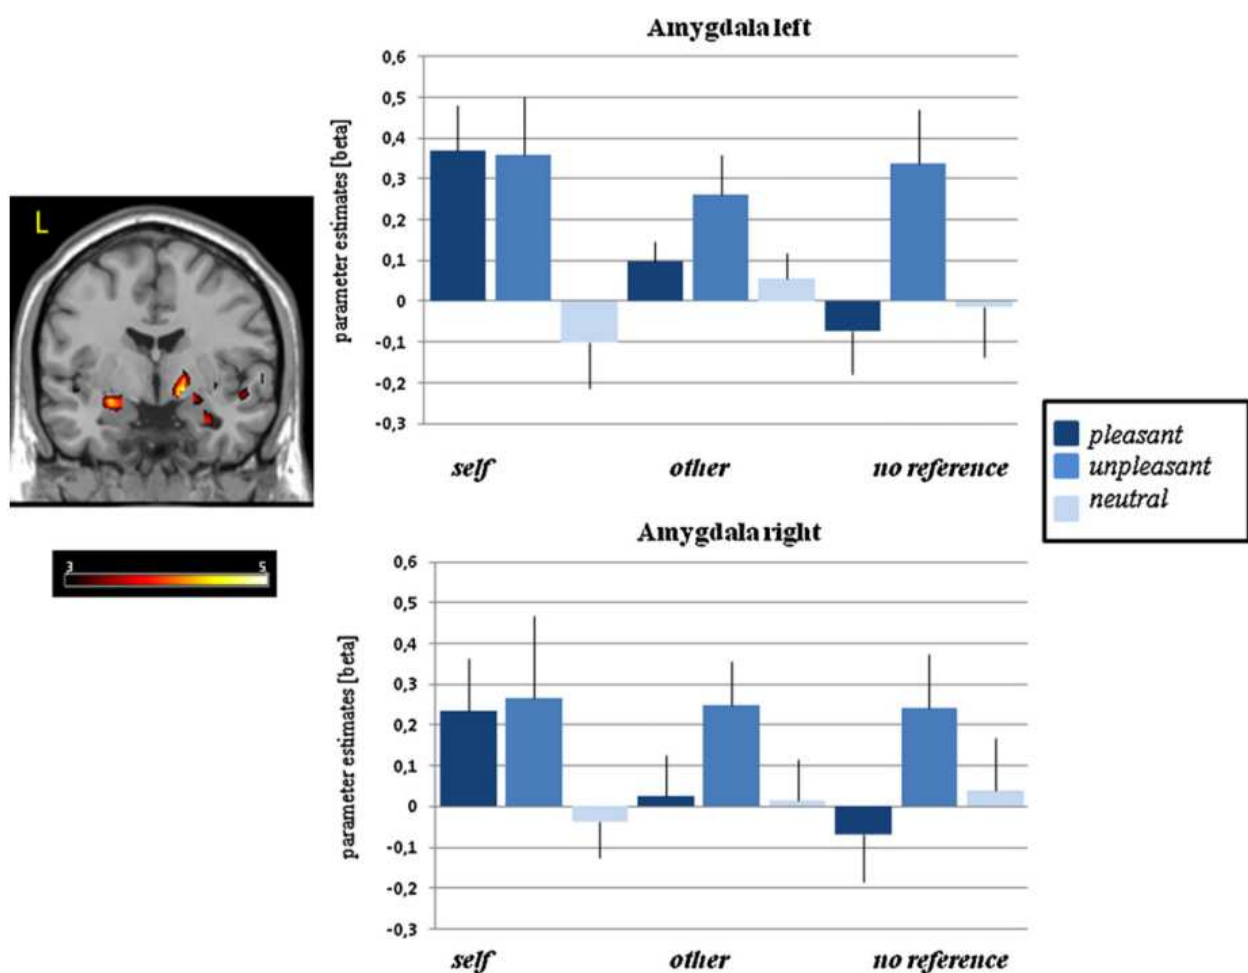 Amygdala left
parameter estimates [beta]
0,6
0,5
0,4
0,3
0,2
0,1
0
-0,1
-0,2
-0,3
self other no reference
L
3 5
pleasant
unpleasant
neutral
Amygdala right
parameter estimates [beta]
0,6
0,5
0,4
0,3
0,2
0,1
0
-0,1
-0,2
-0,3
self other no reference